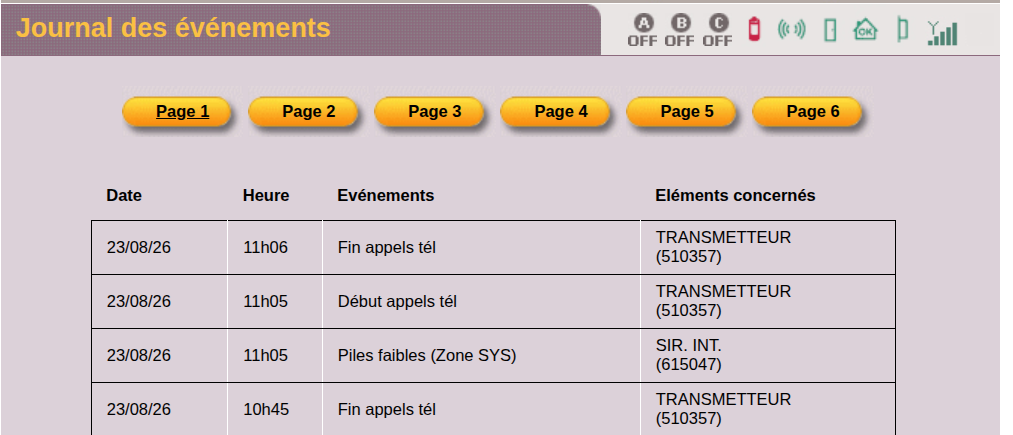 Journal des événements
A B C
OFF OFF OFF
OK
Page 1 Page 2 Page 3 Page 4 Page 5 Page 6
Date Heure Evénements Eléments concernés
23/08/26 11h06 Fin appels tél TRANSMETTEUR
(510357)
23/08/26 11h05 Début appels tél TRANSMETTEUR
(510357)
23/08/26 11h05 Piles faibles (Zone SYS) SIR. INT.
(615047)
23/08/26 10h45 Fin appels tél TRANSMETTEUR
(510357)